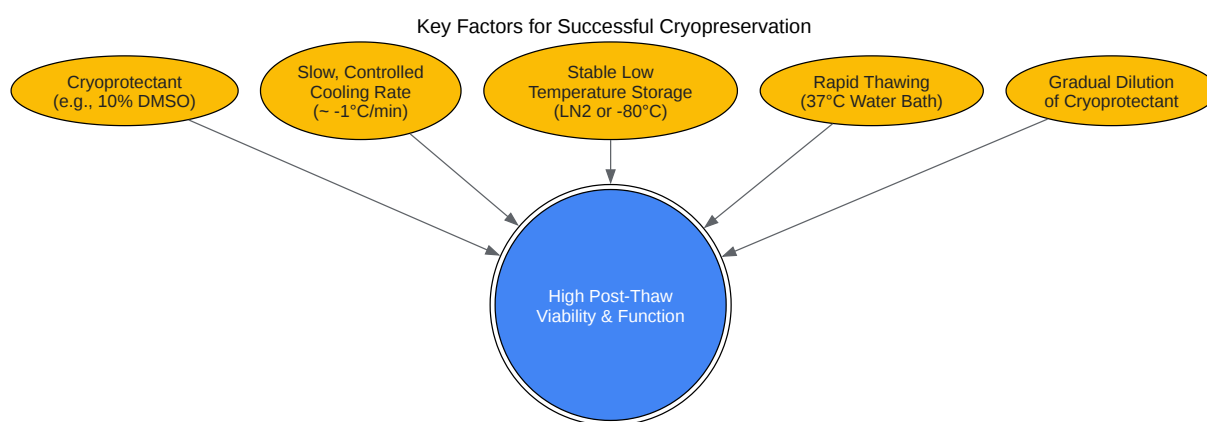 Key Factors for Successful Cryopreservation
Cryoprotectant
(e.g., 10% DMSO)
Slow, Controlled
Cooling Rate
(~ -1°C/min)
Stable Low
Temperature Storage
(LN2 or -80°C)
Rapid Thawing
(37°C Water Bath)
Gradual Dilution
of Cryoprotectant
High Post-Thaw
Viability & Function